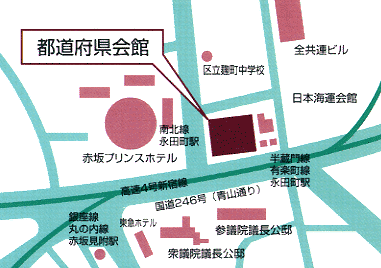 都道府県会館
全共連ビル
区立麹町中学校
日本海運会館
南北線
永田町駅
赤坂プリンスホテル
半蔵門線
有楽町線
永田町駅
高速4号新宿線
国道246号（青山通り）
銀座線
丸の内線
赤坂見附駅
東急ホテル
参議院議長公邸
衆議院議長公邸